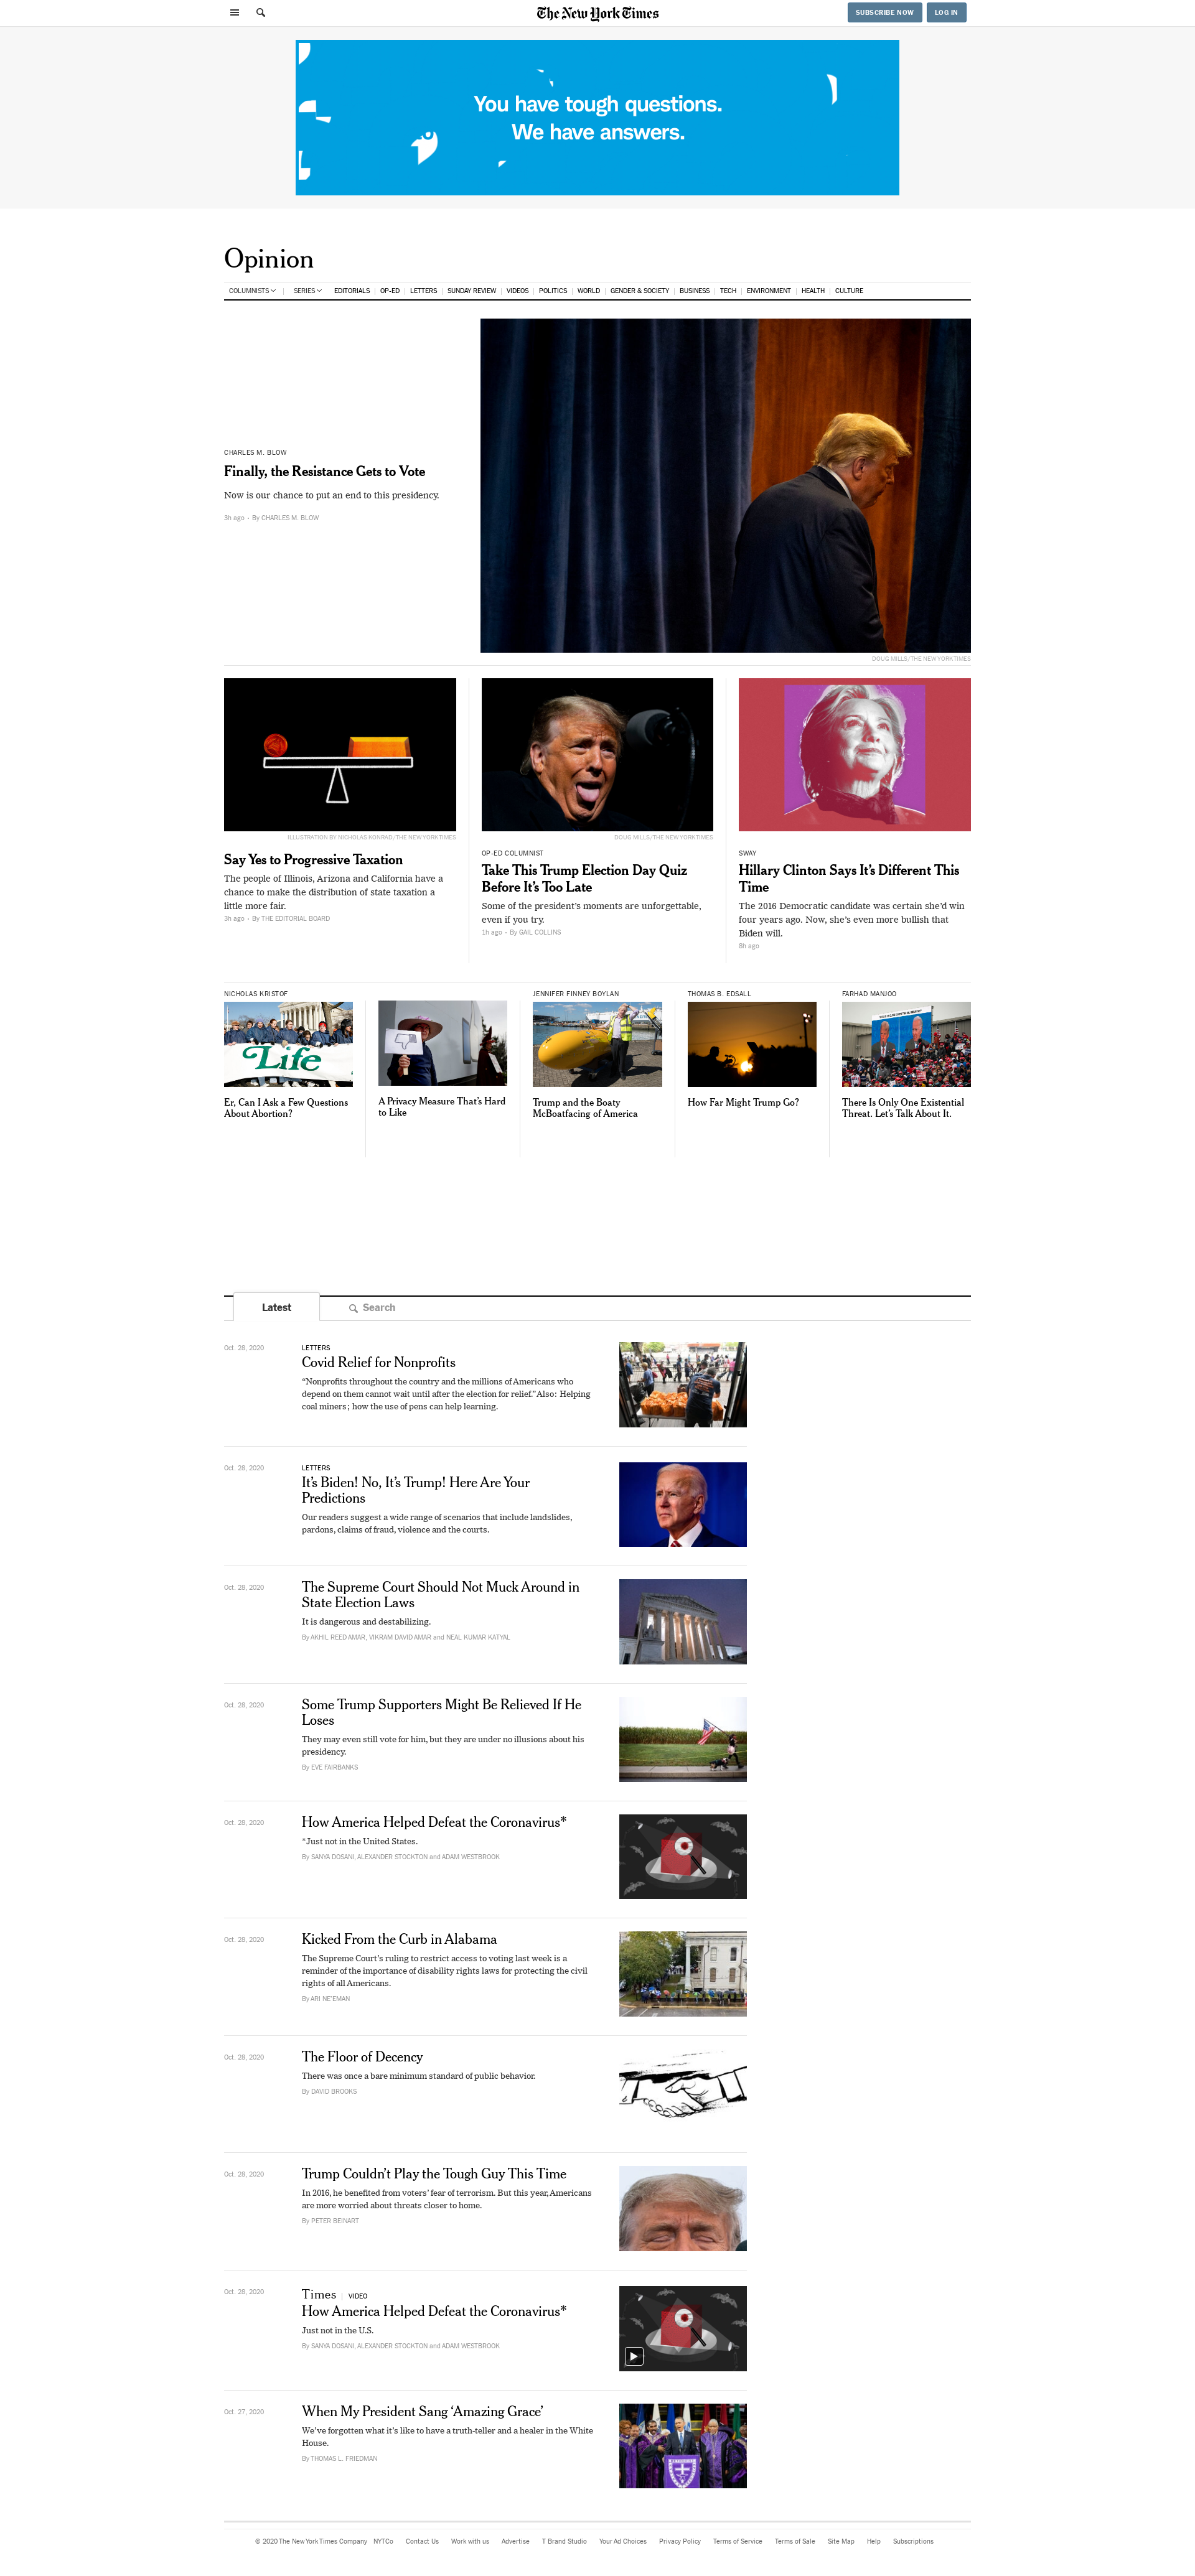 The New York Times
SUBSCRIBE NOW
LOG IN
You have tough questions.
We have answers.
Opinion
COLUMNISTS
SERIES
EDITORIALS
OP-ED
LETTERS
SUNDAY REVIEW
VIDEOS
POLITICS
WORLD
GENDER & SOCIETY
BUSINESS
TECH
ENVIRONMENT
HEALTH
CULTURE
CHARLES M. BLOW
Finally, the Resistance Gets to Vote
Now is our chance to put an end to this presidency.
3h ago · By CHARLES M. BLOW
DOUG MILLS/THE NEW YORK TIMES
ILLUSTRATION BY NICHOLAS KONRAD/THE NEW YORK TIMES
Say Yes to Progressive Taxation
The people of Illinois, Arizona and California have a
chance to make the distribution of state taxation a
little more fair.
3h ago · By THE EDITORIAL BOARD
DOUG MILLS/THE NEW YORK TIMES
OP-ED COLUMNIST
Take This Trump Election Day Quiz
Before It’s Too Late
Some of the president’s moments are unforgettable,
even if you try.
1h ago · By GAIL COLLINS
SWAY
Hillary Clinton Says It’s Different This
Time
The 2016 Democratic candidate was certain she’d win
four years ago. Now, she’s even more bullish that
Biden will.
8h ago
NICHOLAS KRISTOF
Life
Er, Can I Ask a Few Questions
About Abortion?
A Privacy Measure That’s Hard
to Like
JENNIFER FINNEY BOYLAN
Trump and the Boaty
McBoatfacing of America
THOMAS B. EDSALL
How Far Might Trump Go?
FARHAD MANJOO
There Is Only One Existential
Threat. Let’s Talk About It.
Latest
Search
Oct. 28, 2020
LETTERS
Covid Relief for Nonprofits
“Nonprofits throughout the country and the millions of Americans who
depend on them cannot wait until after the election for relief.” Also: Helping
coal miners; how the use of pens can help learning.
Oct. 28, 2020
LETTERS
It’s Biden! No, It’s Trump! Here Are Your
Predictions
Our readers suggest a wide range of scenarios that include landslides,
pardons, claims of fraud, violence and the courts.
Oct. 28, 2020
The Supreme Court Should Not Muck Around in
State Election Laws
It is dangerous and destabilizing.
By AKHIL REED AMAR, VIKRAM DAVID AMAR and NEAL KUMAR KATYAL
Oct. 28, 2020
Some Trump Supporters Might Be Relieved If He
Loses
They may even still vote for him, but they are under no illusions about his
presidency.
By EVE FAIRBANKS
Oct. 28, 2020
How America Helped Defeat the Coronavirus*
*Just not in the United States.
By SANYA DOSANI, ALEXANDER STOCKTON and ADAM WESTBROOK
Oct. 28, 2020
Kicked From the Curb in Alabama
The Supreme Court’s ruling to restrict access to voting last week is a
reminder of the importance of disability rights laws for protecting the civil
rights of all Americans.
By ARI NE’EMAN
Oct. 28, 2020
The Floor of Decency
There was once a bare minimum standard of public behavior.
By DAVID BROOKS
Oct. 28, 2020
Trump Couldn’t Play the Tough Guy This Time
In 2016, he benefited from voters’ fear of terrorism. But this year, Americans
are more worried about threats closer to home.
By PETER BEINART
Oct. 28, 2020
Times | VIDEO
How America Helped Defeat the Coronavirus*
Just not in the U.S.
By SANYA DOSANI, ALEXANDER STOCKTON and ADAM WESTBROOK
Oct. 27, 2020
When My President Sang ‘Amazing Grace’
We’ve forgotten what it’s like to have a truth-teller and a healer in the White
House.
By THOMAS L. FRIEDMAN
© 2020 The New York Times Company
NYTCo
Contact Us
Work with us
Advertise
T Brand Studio
Your Ad Choices
Privacy Policy
Terms of Service
Terms of Sale
Site Map
Help
Subscriptions